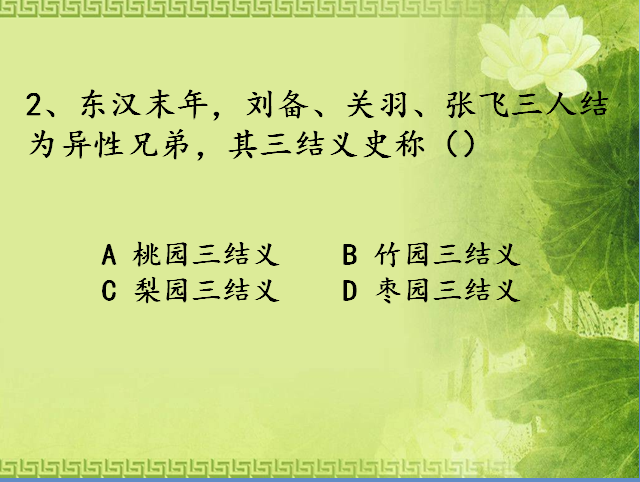 2、东汉末年，刘备、关羽、张飞三人结
为异性兄弟，其三结义史称（）
A 桃园三结义 B 竹园三结义
C 梨园三结义 D 枣园三结义